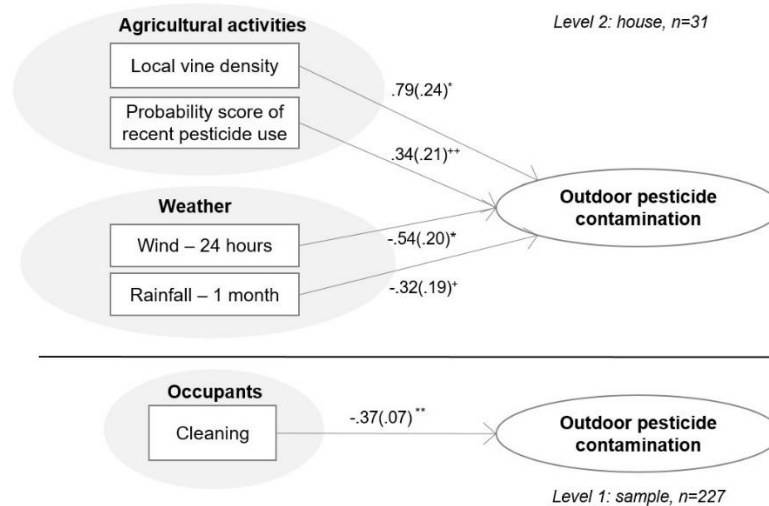 Agricultural activities
Level 2: house, n=31
Local vine density
.79(.24)*
Probability score of
recent pesticide use
.34(.21)++
Outdoor pesticide
contamination
Weather
Wind – 24 hours
-.54(.20)*
Rainfall – 1 month
-.32(.19)+
Occupants
Cleaning
-.37(.07) **
Outdoor pesticide
contamination
Level 1: sample, n=227